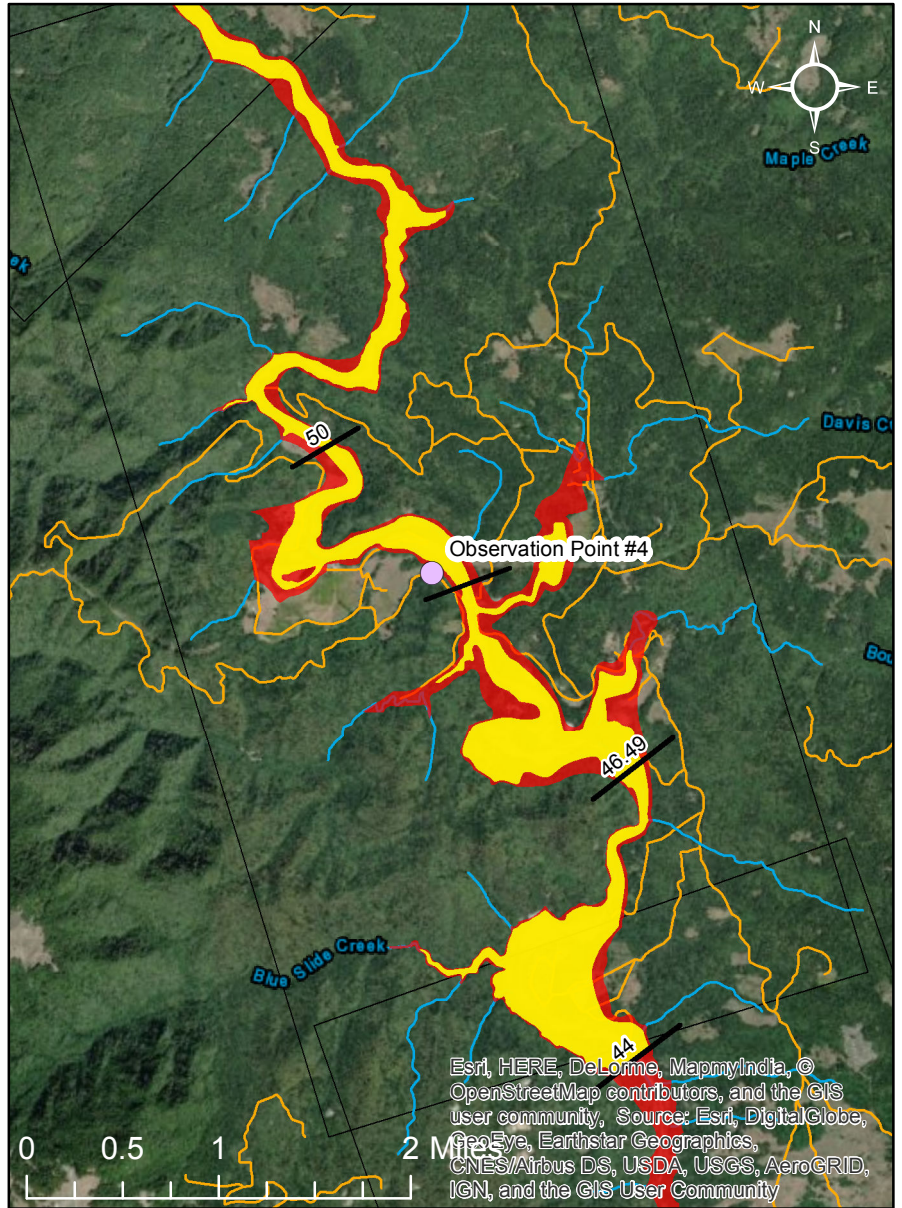 N
W
E
S
Maple Creek
ek
50
Davis C
Observation Point #4
Bou
46.49
Blue Slide Creek
44
Esri, HERE, DeLorme, MapmyIndia, ©
OpenStreetMap contributors, and the GIS
user community, Source: Esri, DigitalGlobe,
GeoEye, Earthstar Geographics,
CNES/Airbus DS, USDA, USGS, AeroGRID,
IGN, and the GIS User Community
0 0.5 1 2 Miles